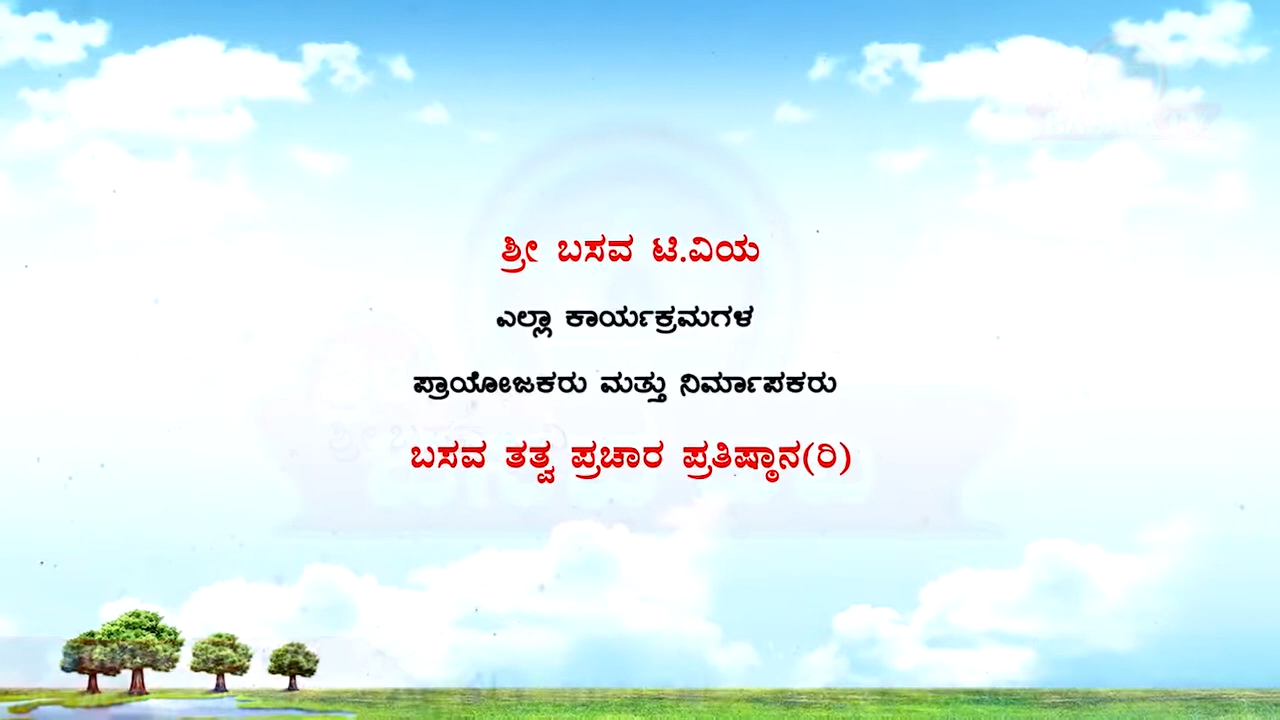 ಶ್ರೀ ಬಸವ ಟಿ.ವಿಯ
ಎಲ್ಲಾ ಕಾರ್ಯಕ್ರಮಗಳ
ಪ್ರಾಯೋಜಕರು ಮತ್ತು ನಿರ್ಮಾಪಕರು
ಬಸವ ತತ್ವ ಪ್ರಚಾರ ಪ್ರತಿಷ್ಠಾನ(ರಿ)